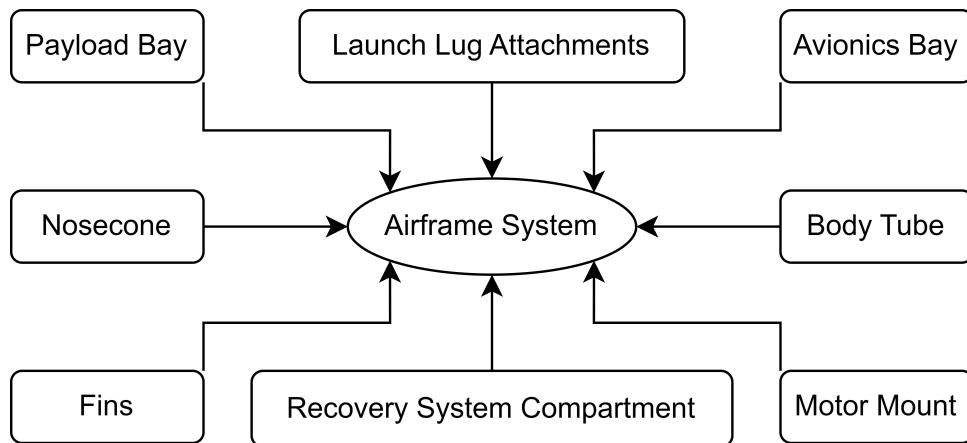 Payload Bay
Launch Lug Attachments
Avionics Bay
Nosecone
Airframe System
Body Tube
Fins
Recovery System Compartment
Motor Mount